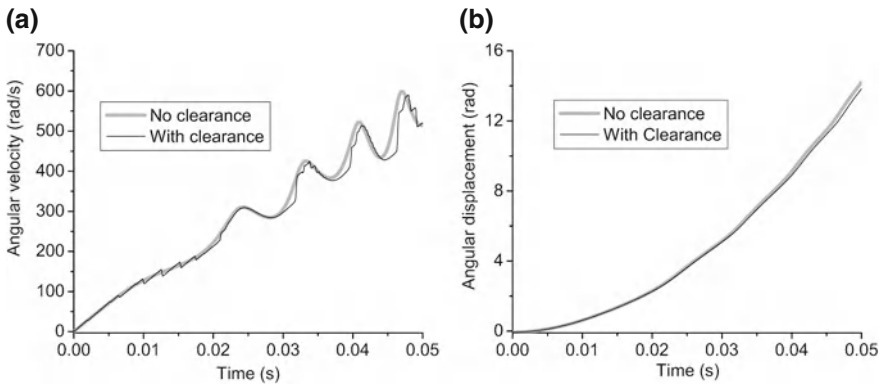 (a)
Angular velocity (rad/s)
700
600
500
400
300
200
100
0
No clearance
With clearance
0.00 0.01 0.02 0.03 0.04 0.05
Time (s)
(b)
Angular displacement (rad)
16
12
8
4
0
No clearance
With Clearance
0.00 0.01 0.02 0.03 0.04 0.05
Time (s)